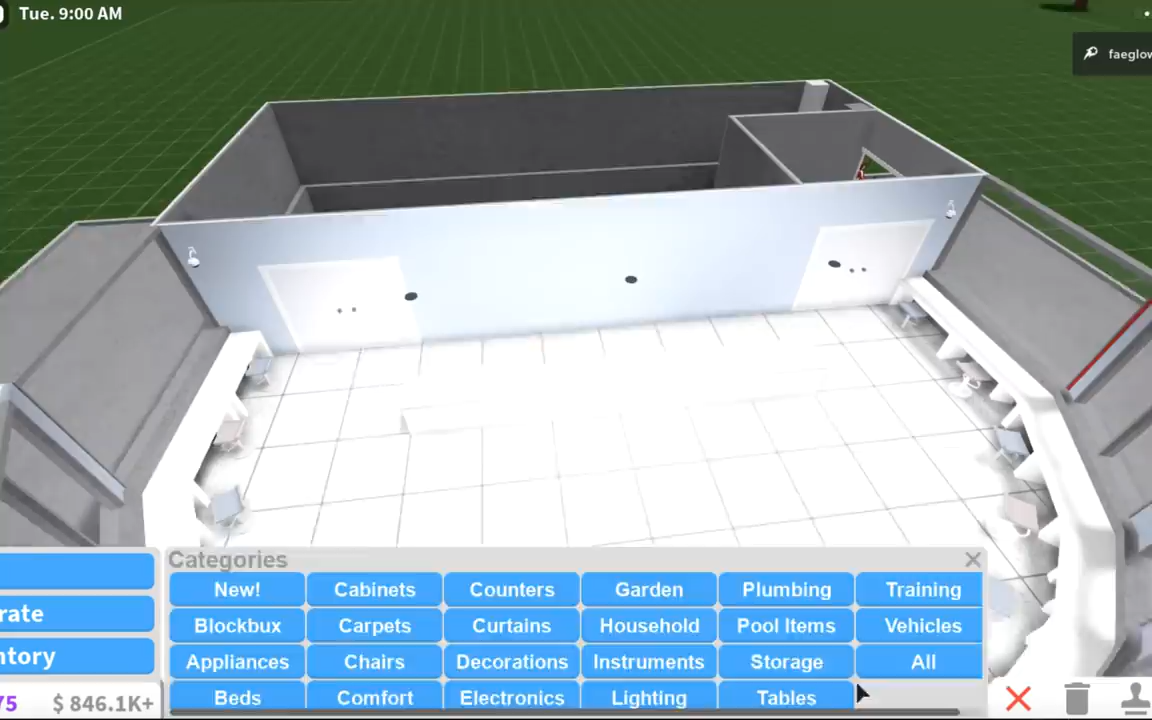 Tue. 9:00 AM
faeglow
Categories
New! Cabinets Counters Garden Plumbing Training
Blockbux Carpets Curtains Household Pool Items Vehicles
Appliances Chairs Decorations Instruments Storage All
Beds Comfort Electronics Lighting Tables
rate
ntory
75 $ 846.1K+